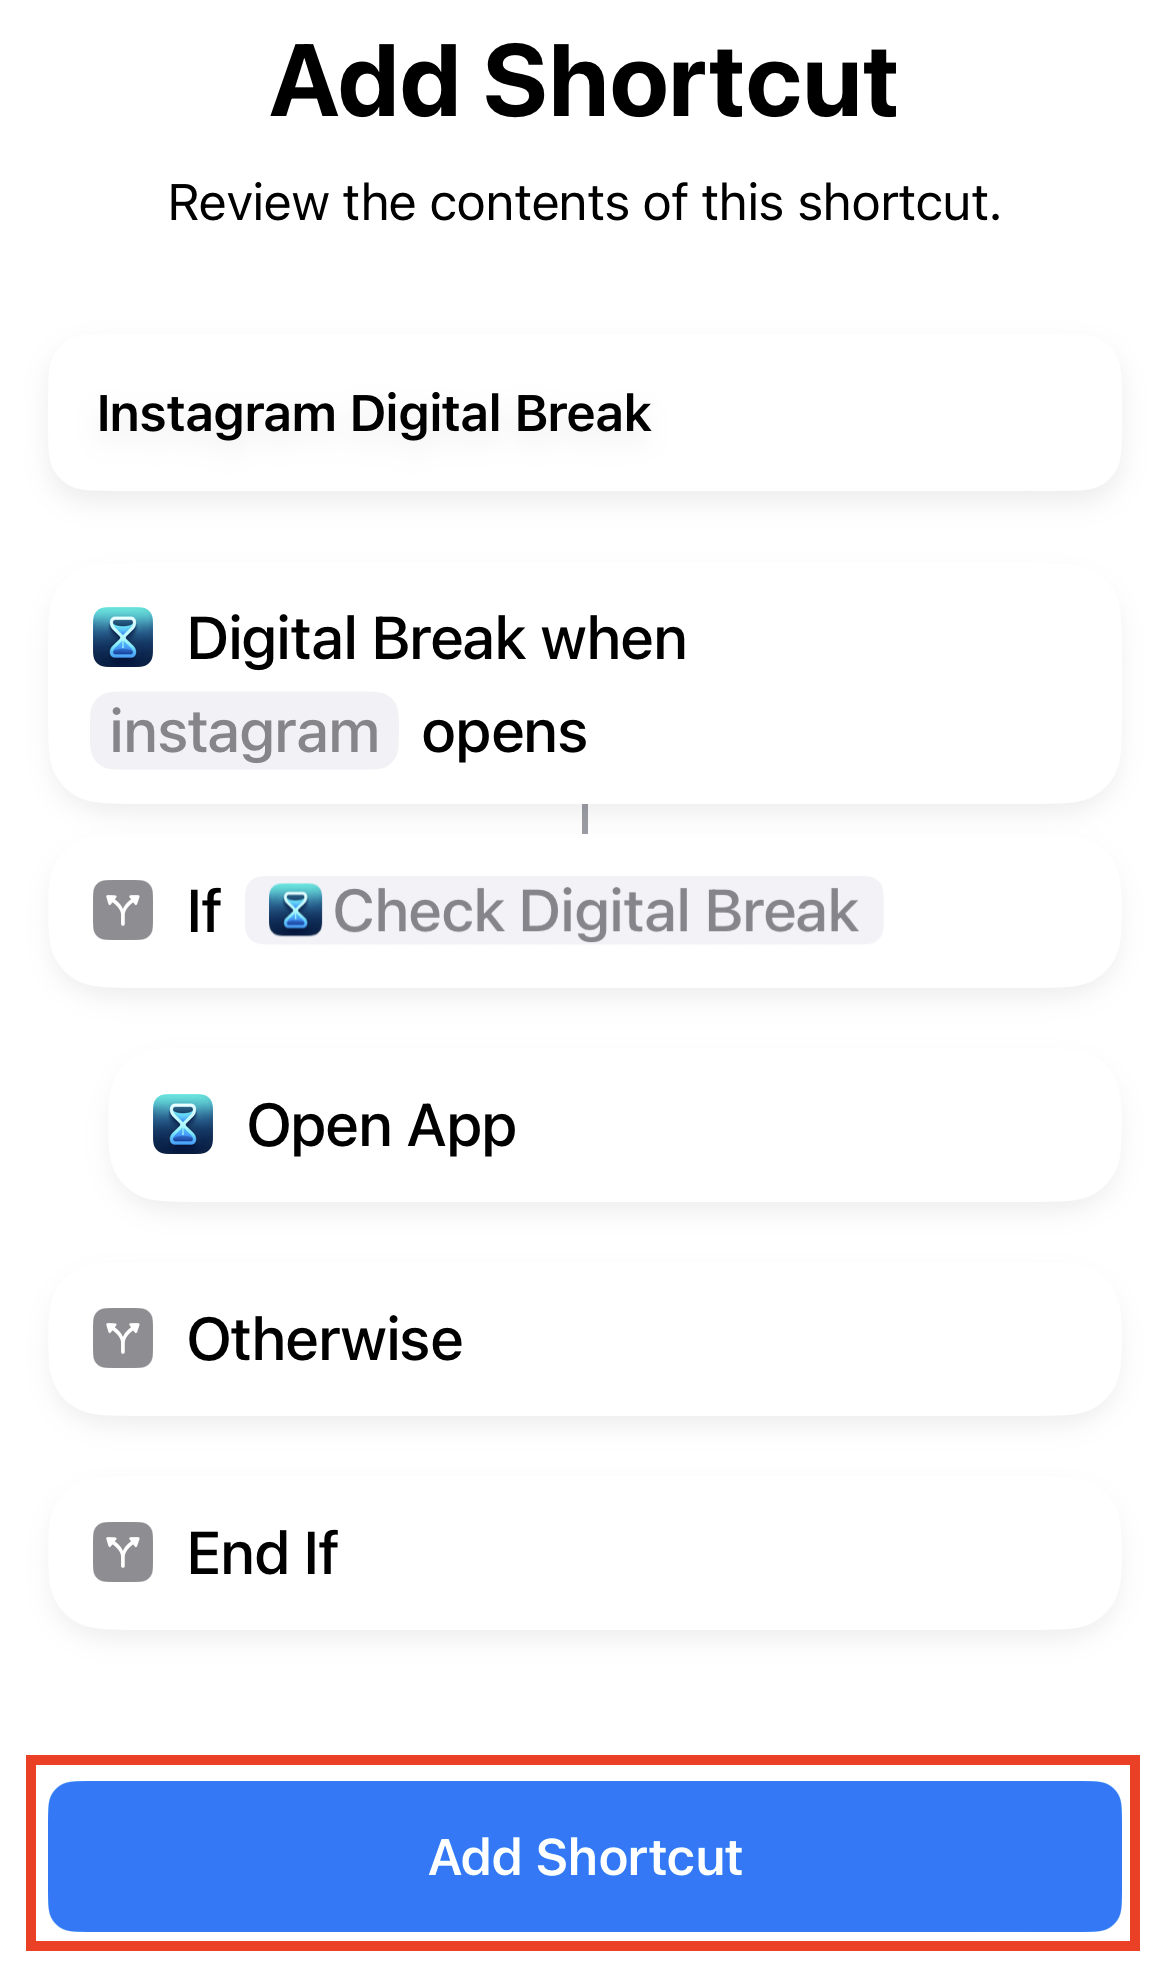 Add Shortcut
Review the contents of this shortcut.
Instagram Digital Break
Digital Break when
instagram opens
If Check Digital Break
Open App
Otherwise
End If
Add Shortcut